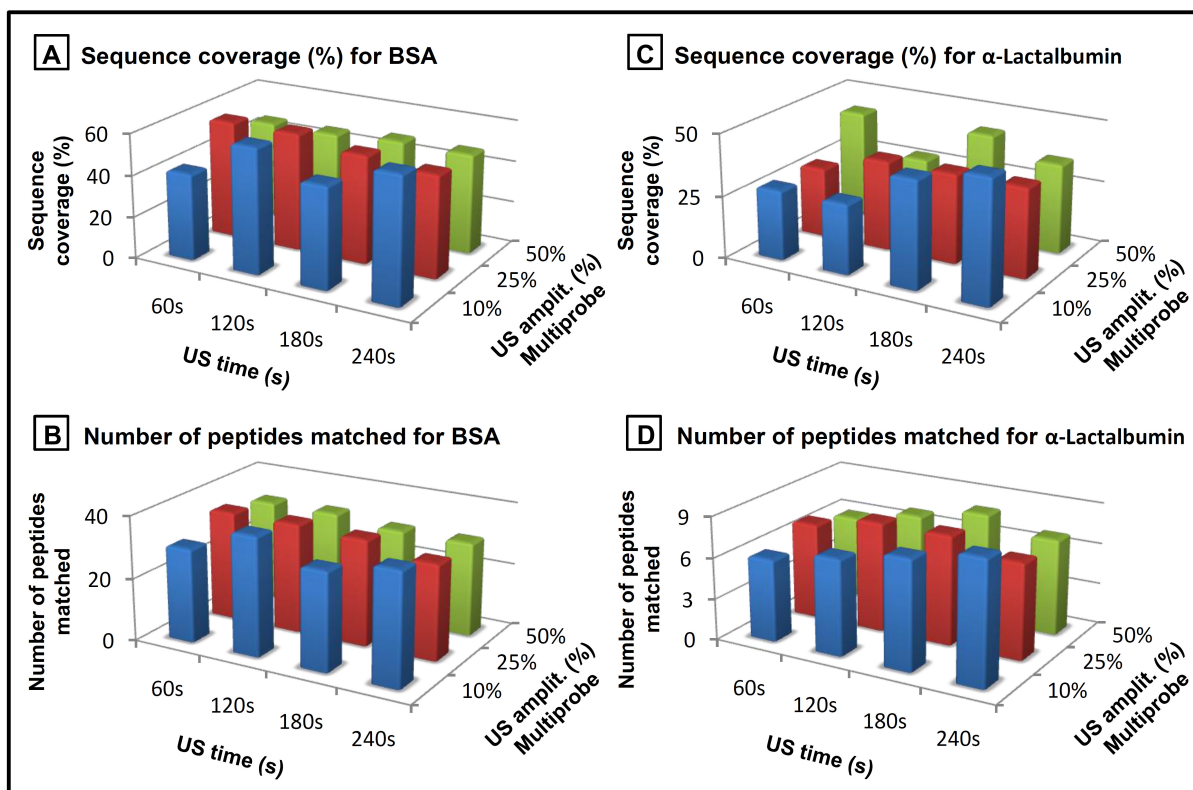 A Sequence coverage (%) for BSA
Sequence
coverage (%)
60
40
20
0
60s
120s
180s
240s
US time (s)
10%
25%
50%
US amplit. (%)
Multiprobe
C Sequence coverage (%) for α-Lactalbumin
Sequence
coverage (%)
50
25
0
60s
120s
180s
240s
US time (s)
10%
25%
50%
US amplit. (%)
Multiprobe
B Number of peptides matched for BSA
Number of peptides
matched
40
20
0
60s
120s
180s
240s
US time (s)
10%
25%
50%
US amplit. (%)
Multiprobe
D Number of peptides matched for α-Lactalbumin
Number of peptides
matched
9
6
3
0
60s
120s
180s
240s
US time (s)
10%
25%
50%
US amplit. (%)
Multiprobe